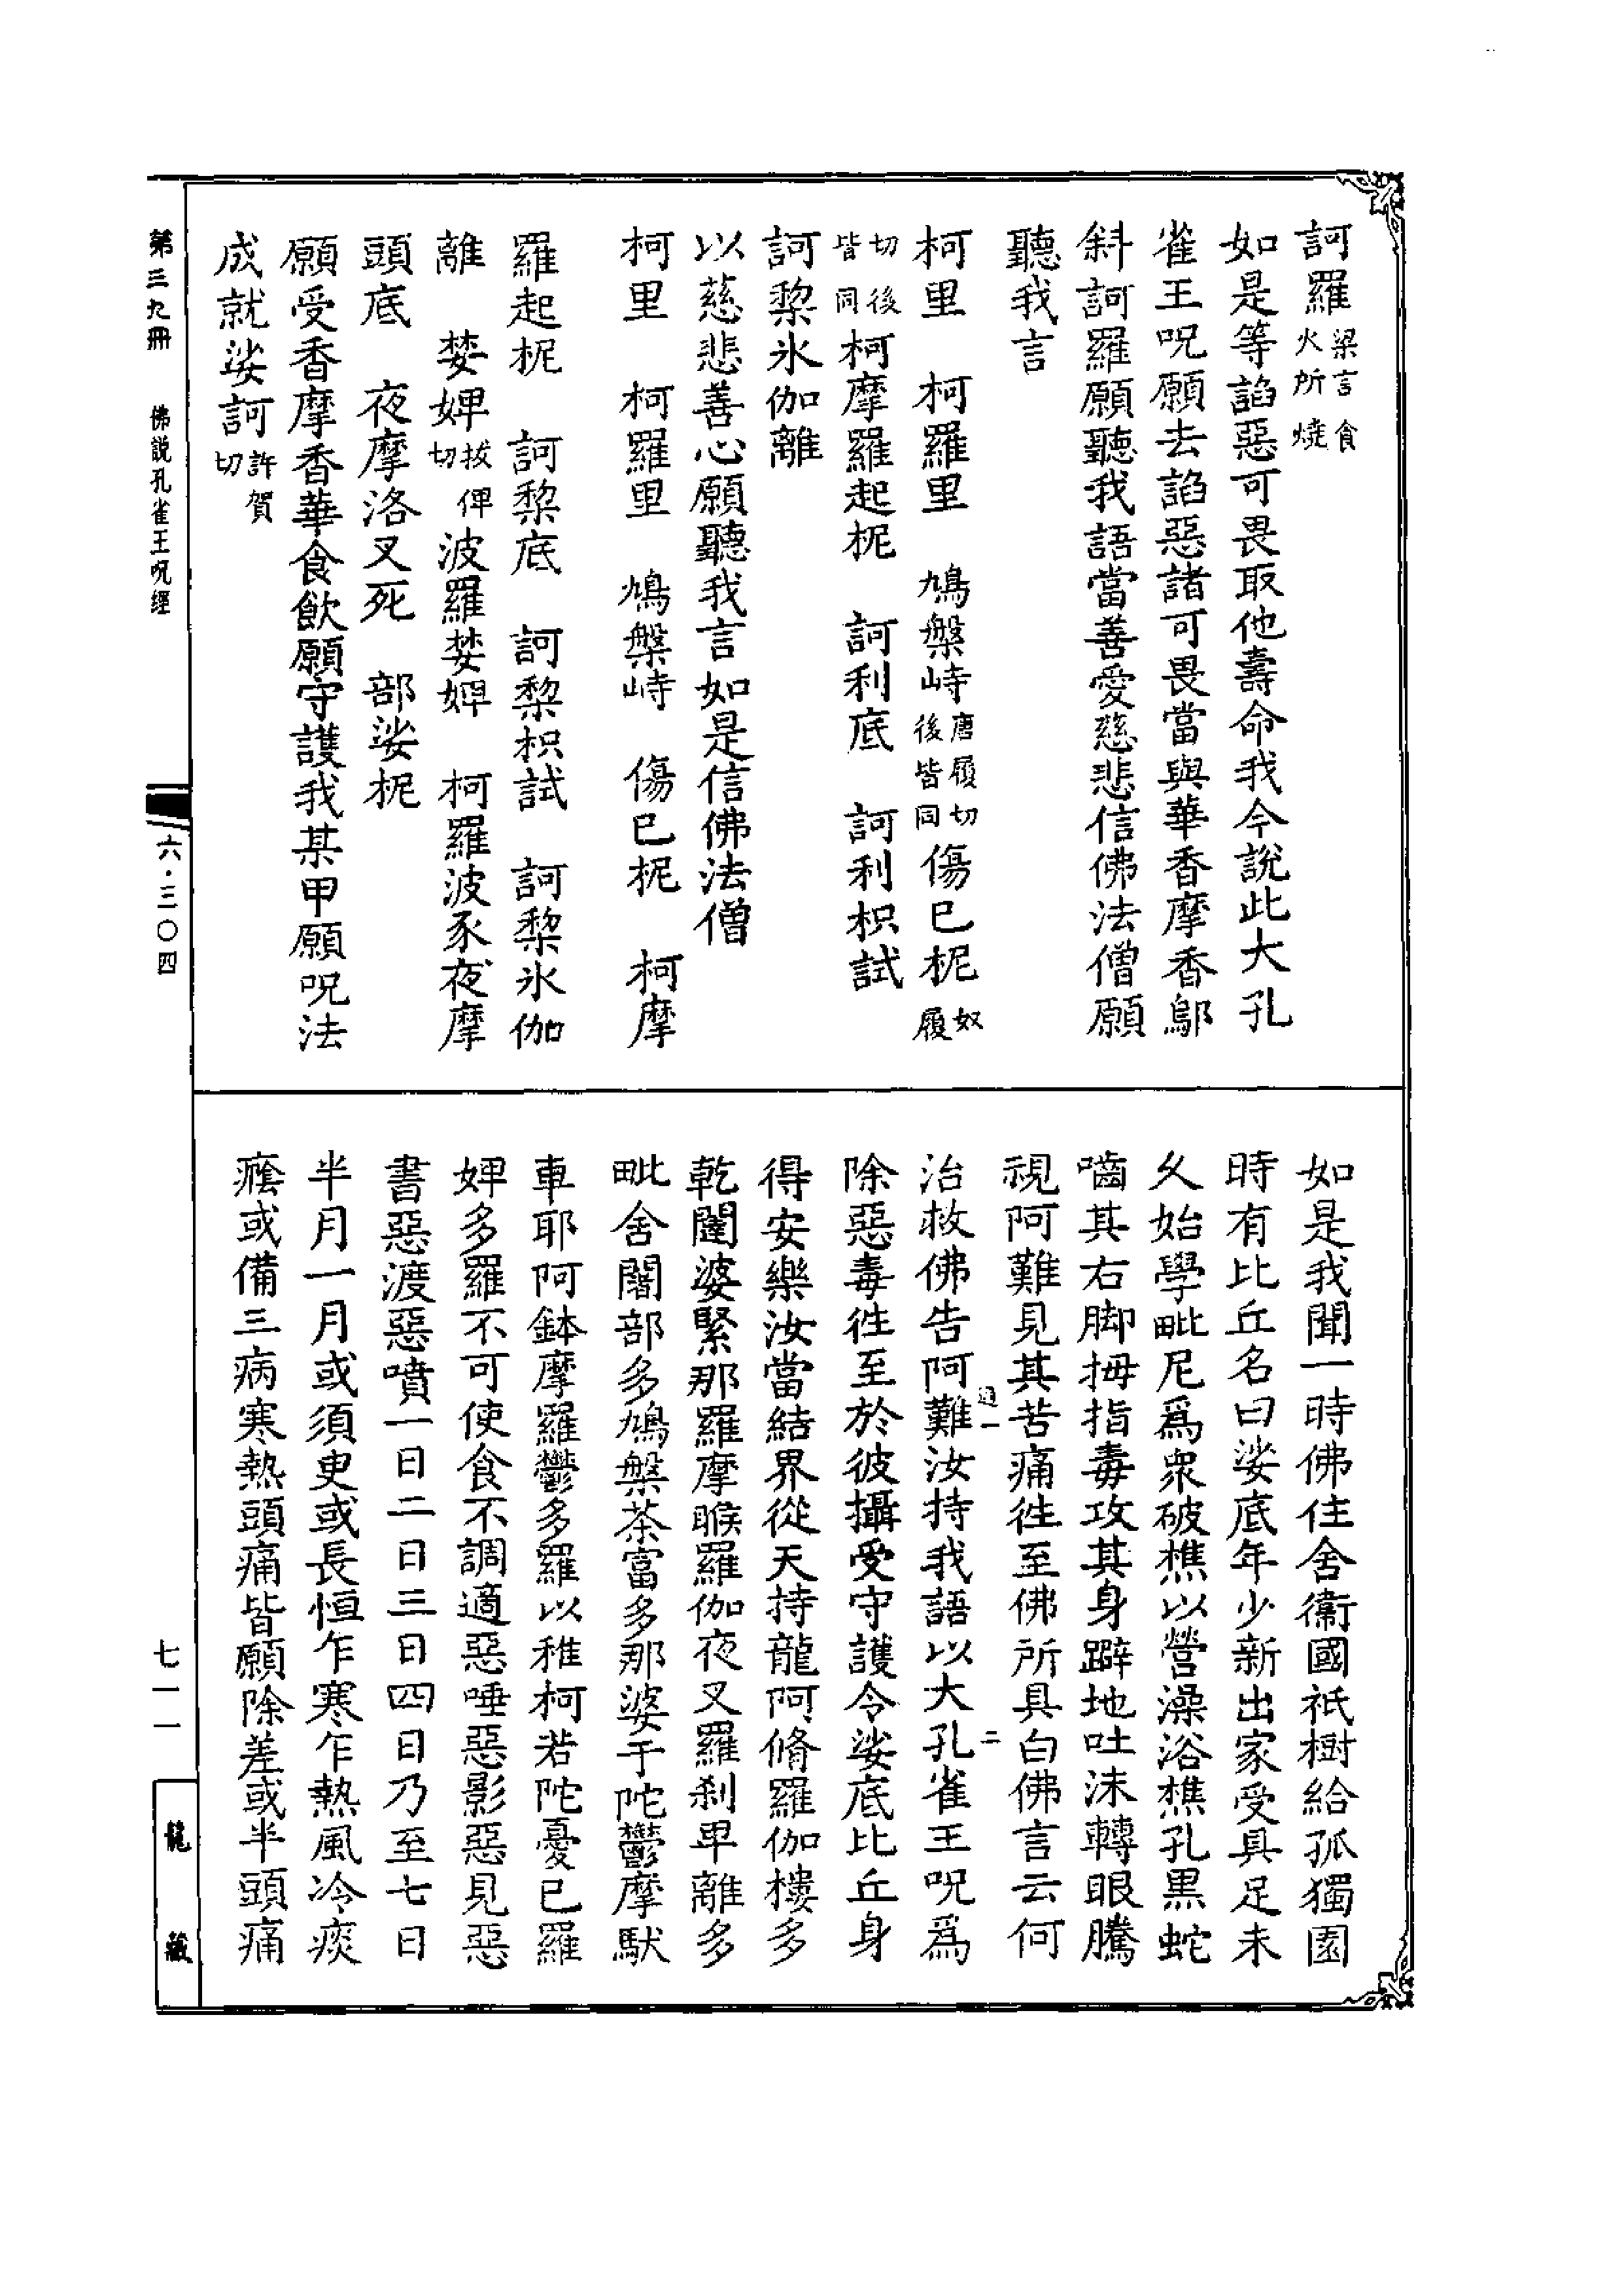 訶羅梁言食火所燒
如是等諂惡可畏取他壽命我今說此大孔
雀王呪願去諂惡諸可畏當與華香摩香鄔
斜訶羅願聽我語當善愛慈悲信佛法僧願
聽我言
柯里　柯羅里　鳩槃峙唐履切後皆同傷巳柅奴履
切後皆同柯摩羅起柅　訶利底　訶利枳試
訶棃氷伽離
以慈悲善心願聽我言如是信佛法僧
柯里　柯羅里　鳩槃峙　傷巳柅　柯摩
羅起柅　訶棃底　訶棃枳試　訶棃氷伽
離　婪婢拔俾切波羅婪婢　柯羅波豕夜摩
頭底　夜摩洛叉死　部娑柅
願受香摩香華食飲願守護我某甲願呪法
成就娑訶許賀切
如是我聞一時佛住舍衞國祇樹給孤獨園
時有比丘名曰娑底年少新出家受具足未
久始學毗尼爲衆破樵以營澡浴樵孔黒蛇
嚙其右脚拇指毒攻其身躃地吐沫轉眼騰
視阿難見其苦痛徃至佛所具白佛言云何
治救佛告阿難汝持我語以大孔雀王呪爲
除惡毒徃至於彼攝受守護令娑底比丘身
得安樂汝當結界從天持龍阿脩羅伽樓多
乾闥婆緊那羅摩睺羅伽夜叉羅刹卑離多
毗舍闍部多鳩槃茶富多那婆于陀鬱摩馱
車耶阿鉢摩羅鬱多羅以稚柯若陀憂巳羅
婢多羅不可使食不調適惡唾惡影惡見惡
書惡渡惡噴一日二日三日四日乃至七日
半月一月或須臾或長恒乍寒乍熱風冷痰
癊或備三病寒熱頭痛皆願除差或半頭痛
第三九冊　佛說孔雀王呪經
六·三〇四
七一一
龍藏